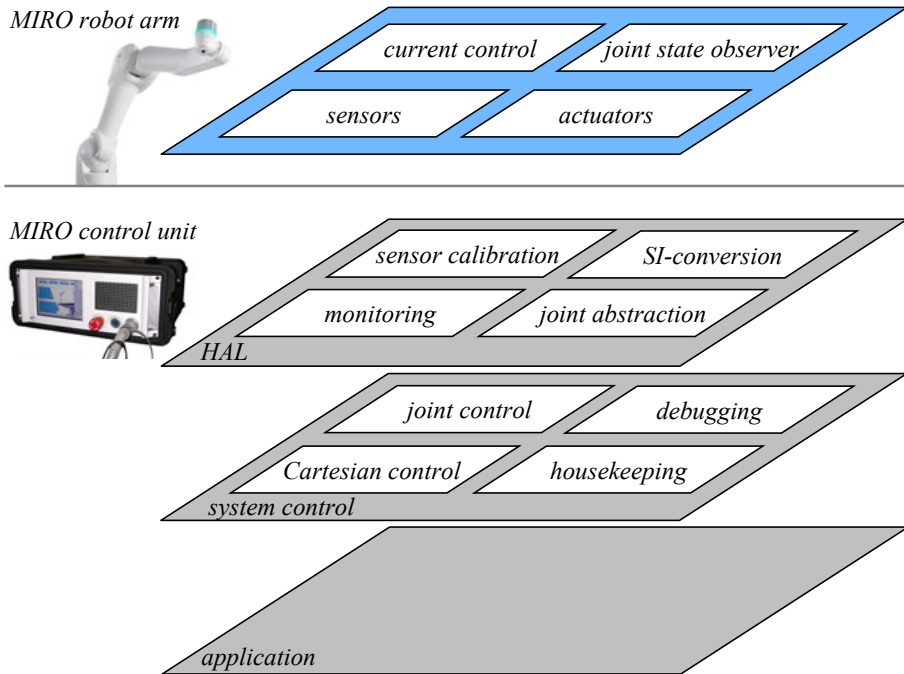 MIRO robot arm
current control
joint state observer
sensors
actuators
MIRO control unit
sensor calibration
SI-conversion
monitoring
joint abstraction
HAL
joint control
debugging
Cartesian control
housekeeping
system control
application